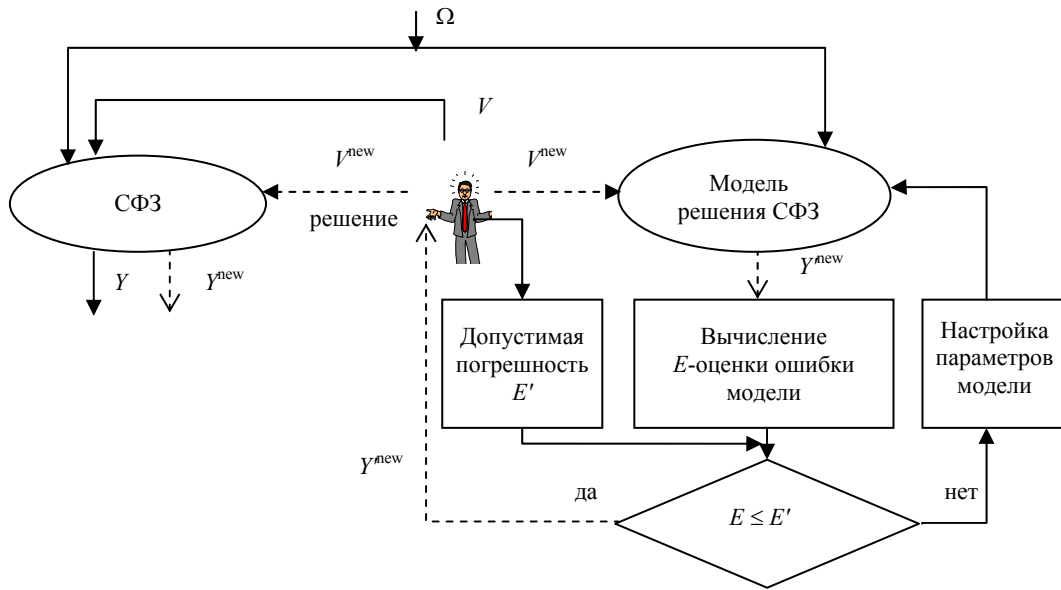 Ω
V
V^new
V^new
СФЗ
решение
Модель
решения СФЗ
Y
Y^new
Y′^new
Допустимая
погрешность
E′
Вычисление
E-оценки ошибки
модели
Настройка
параметров
модели
Y′^new
да
нет
E ≤ E′